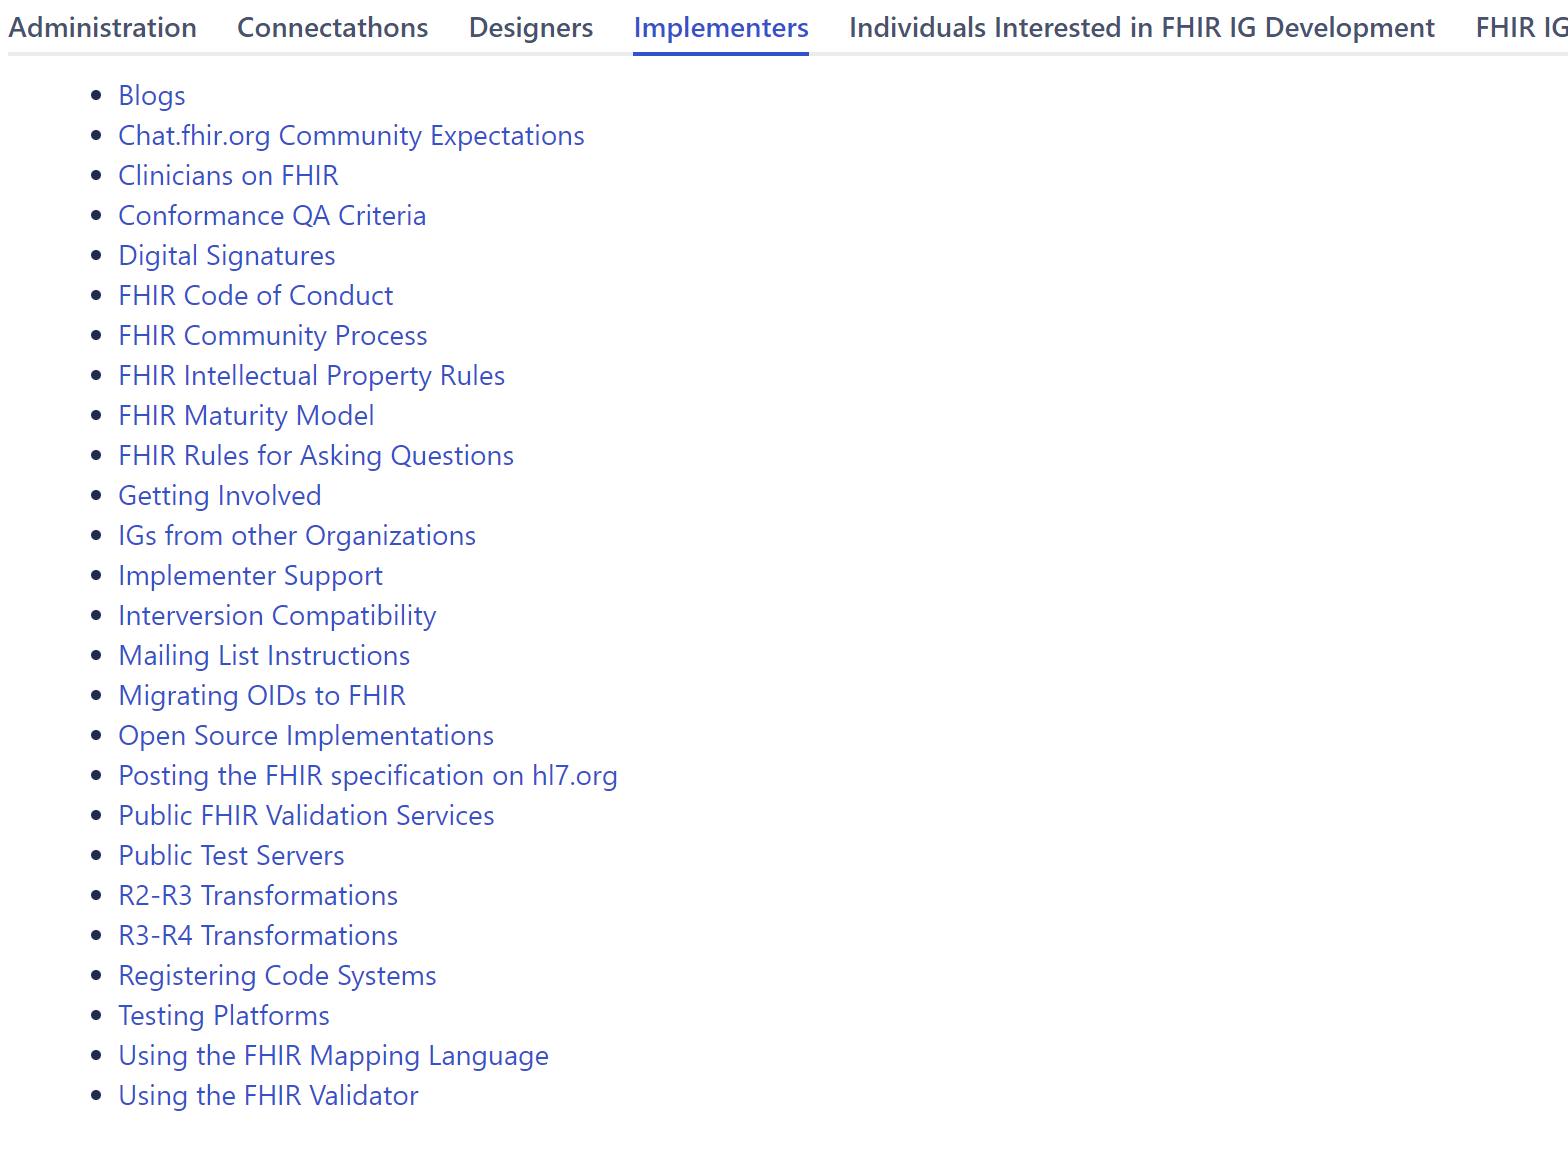 Administration Connectathons Designers Implementers Individuals Interested in FHIR IG Development FHIR IG
Blogs
Chat.fhir.org Community Expectations
Clinicians on FHIR
Conformance QA Criteria
Digital Signatures
FHIR Code of Conduct
FHIR Community Process
FHIR Intellectual Property Rules
FHIR Maturity Model
FHIR Rules for Asking Questions
Getting Involved
IGs from other Organizations
Implementer Support
Interversion Compatibility
Mailing List Instructions
Migrating OIDs to FHIR
Open Source Implementations
Posting the FHIR specification on hl7.org
Public FHIR Validation Services
Public Test Servers
R2-R3 Transformations
R3-R4 Transformations
Registering Code Systems
Testing Platforms
Using the FHIR Mapping Language
Using the FHIR Validator